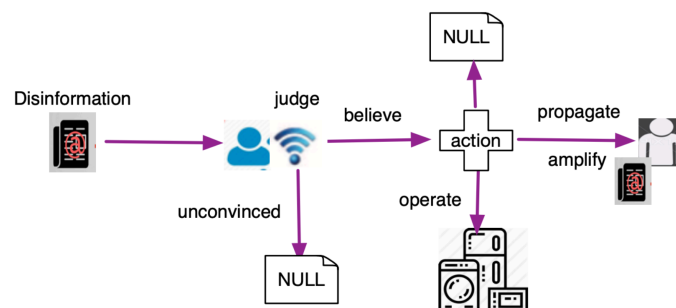 NULL
Disinformation
judge
believe
propagate
action
amplify
unconvinced
operate
NULL